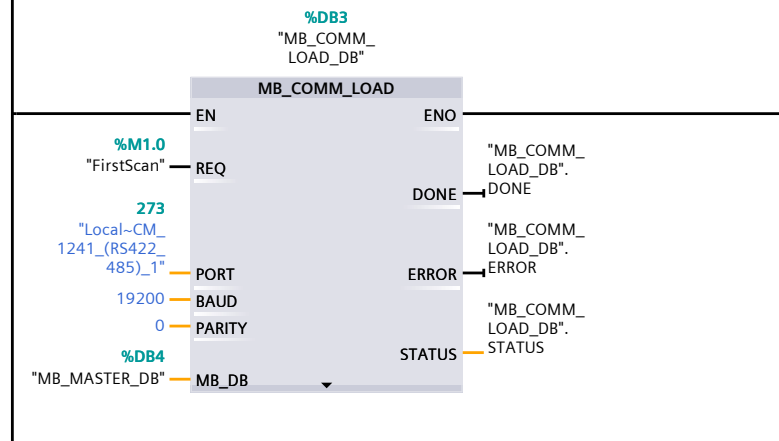 %DB3
"MB_COMM_
LOAD_DB"
MB_COMM_LOAD
EN
ENO
%M1.0
"FirstScan"
REQ
"MB_COMM_
LOAD_DB".
DONE
DONE
273
"Local~CM_
1241_(RS422_
485)_1"
PORT
"MB_COMM_
LOAD_DB".
ERROR
ERROR
19200
BAUD
0
PARITY
"MB_COMM_
LOAD_DB".
STATUS
STATUS
%DB4
"MB_MASTER_DB"
MB_DB